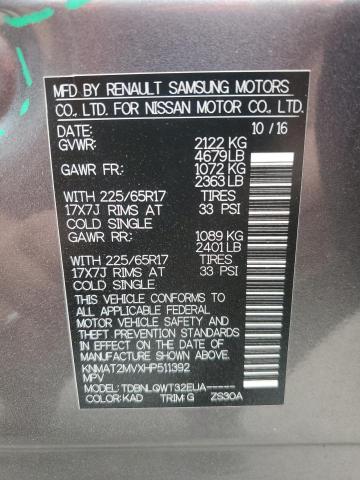 MFD BY RENAULT SAMSUNG MOTORS
CO., LTD. FOR NISSAN MOTOR CO., LTD.
DATE: 10 / 16
GVWR: 2122 KG
4679LB
GAWR FR: 1072 KG
2363LB
WITH 225/65R17 TIRES
17X7J RIMS AT 33 PSI
COLD SINGLE
GAWR RR: 1089 KG
2401LB
WITH 225/65R17 TIRES
17X7J RIMS AT 33 PSI
COLD SINGLE
THIS VEHICLE CONFORMS TO
ALL APPLICABLE FEDERAL
MOTOR VEHICLE SAFETY AND
THEFT PREVENTION STANDARDS
IN EFFECT ON THE DATE OF
MANUFACTURE SHOWN ABOVE.
KNMAT2MVXHP511392
MPV
MODEL:TDBNLQWT32EUA-----
COLOR:KAD TRIM:G ZS30A